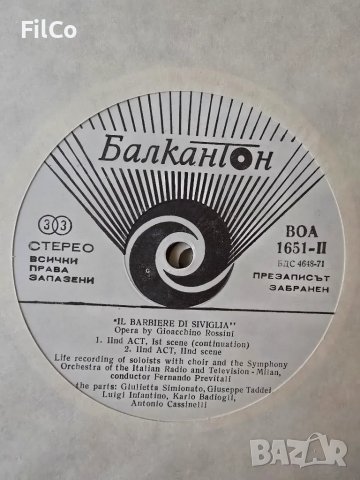 FilCo
Балкантон
33
СТЕРЕО
ВСИЧКИ
ПРАВА
ЗАПАЗЕНИ
ВОА
1651-II
БДС 4648-71
ПРЕЗАПИСЪТ
ЗАБРАНЕН
"IL BARBIERE DI SIVIGLIA"
Opera by Gioacchino Rossini
1. IInd ACT, Ist scene (continuation)
2. IInd ACT, IInd scene
Life recording of soloists with choir and the Symphony
Orchestra of the Italian Radio and Television - Milan,
conductor Fernando Previtali
the parts: Giulietta Simionato, Giuseppe Taddei
Luigi Infantino, Karlo Badiogli,
Antonio Cassinelli
BAZAR